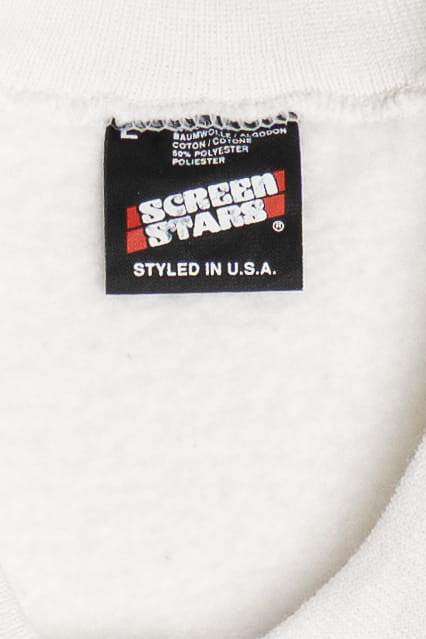 L
BAUMWOLLE / ALGODON
COTON / COTONE
50% POLYESTER
POLIESTER
SCREEN
STARS
®
STYLED IN U.S.A.